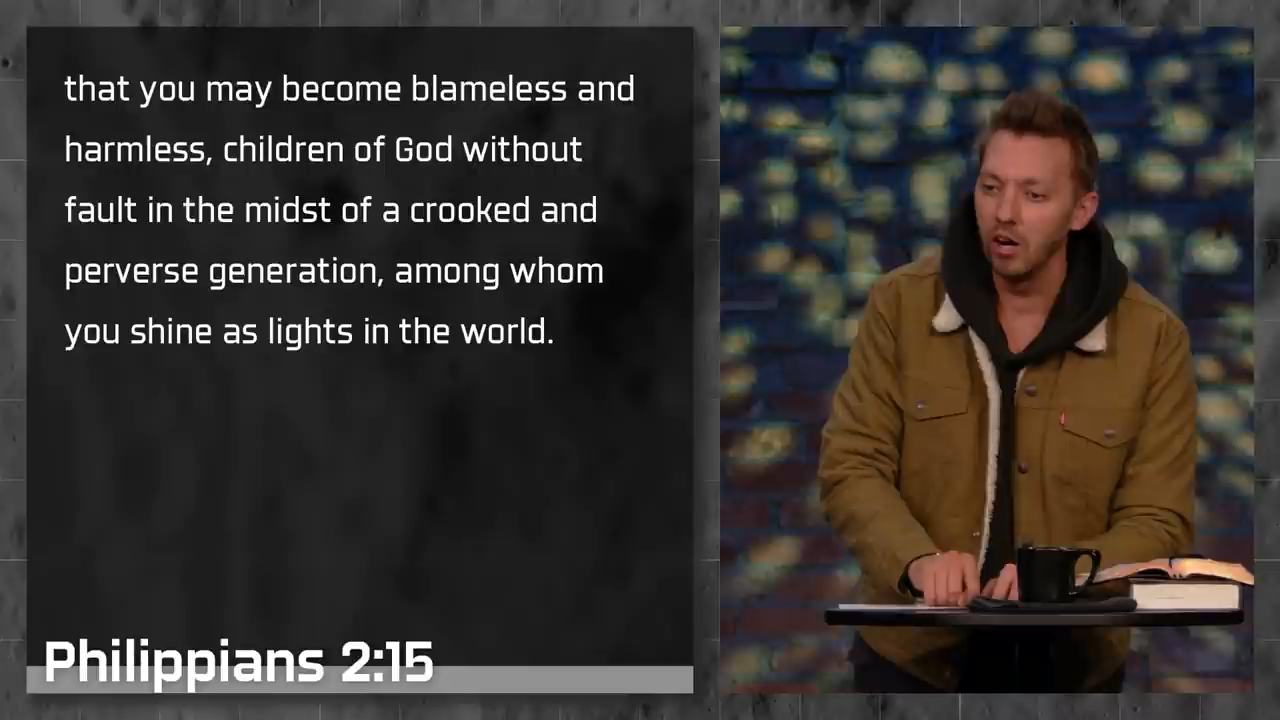 that you may become blameless and
harmless, children of God without
fault in the midst of a crooked and
perverse generation, among whom
you shine as lights in the world.
Philippians 2:15